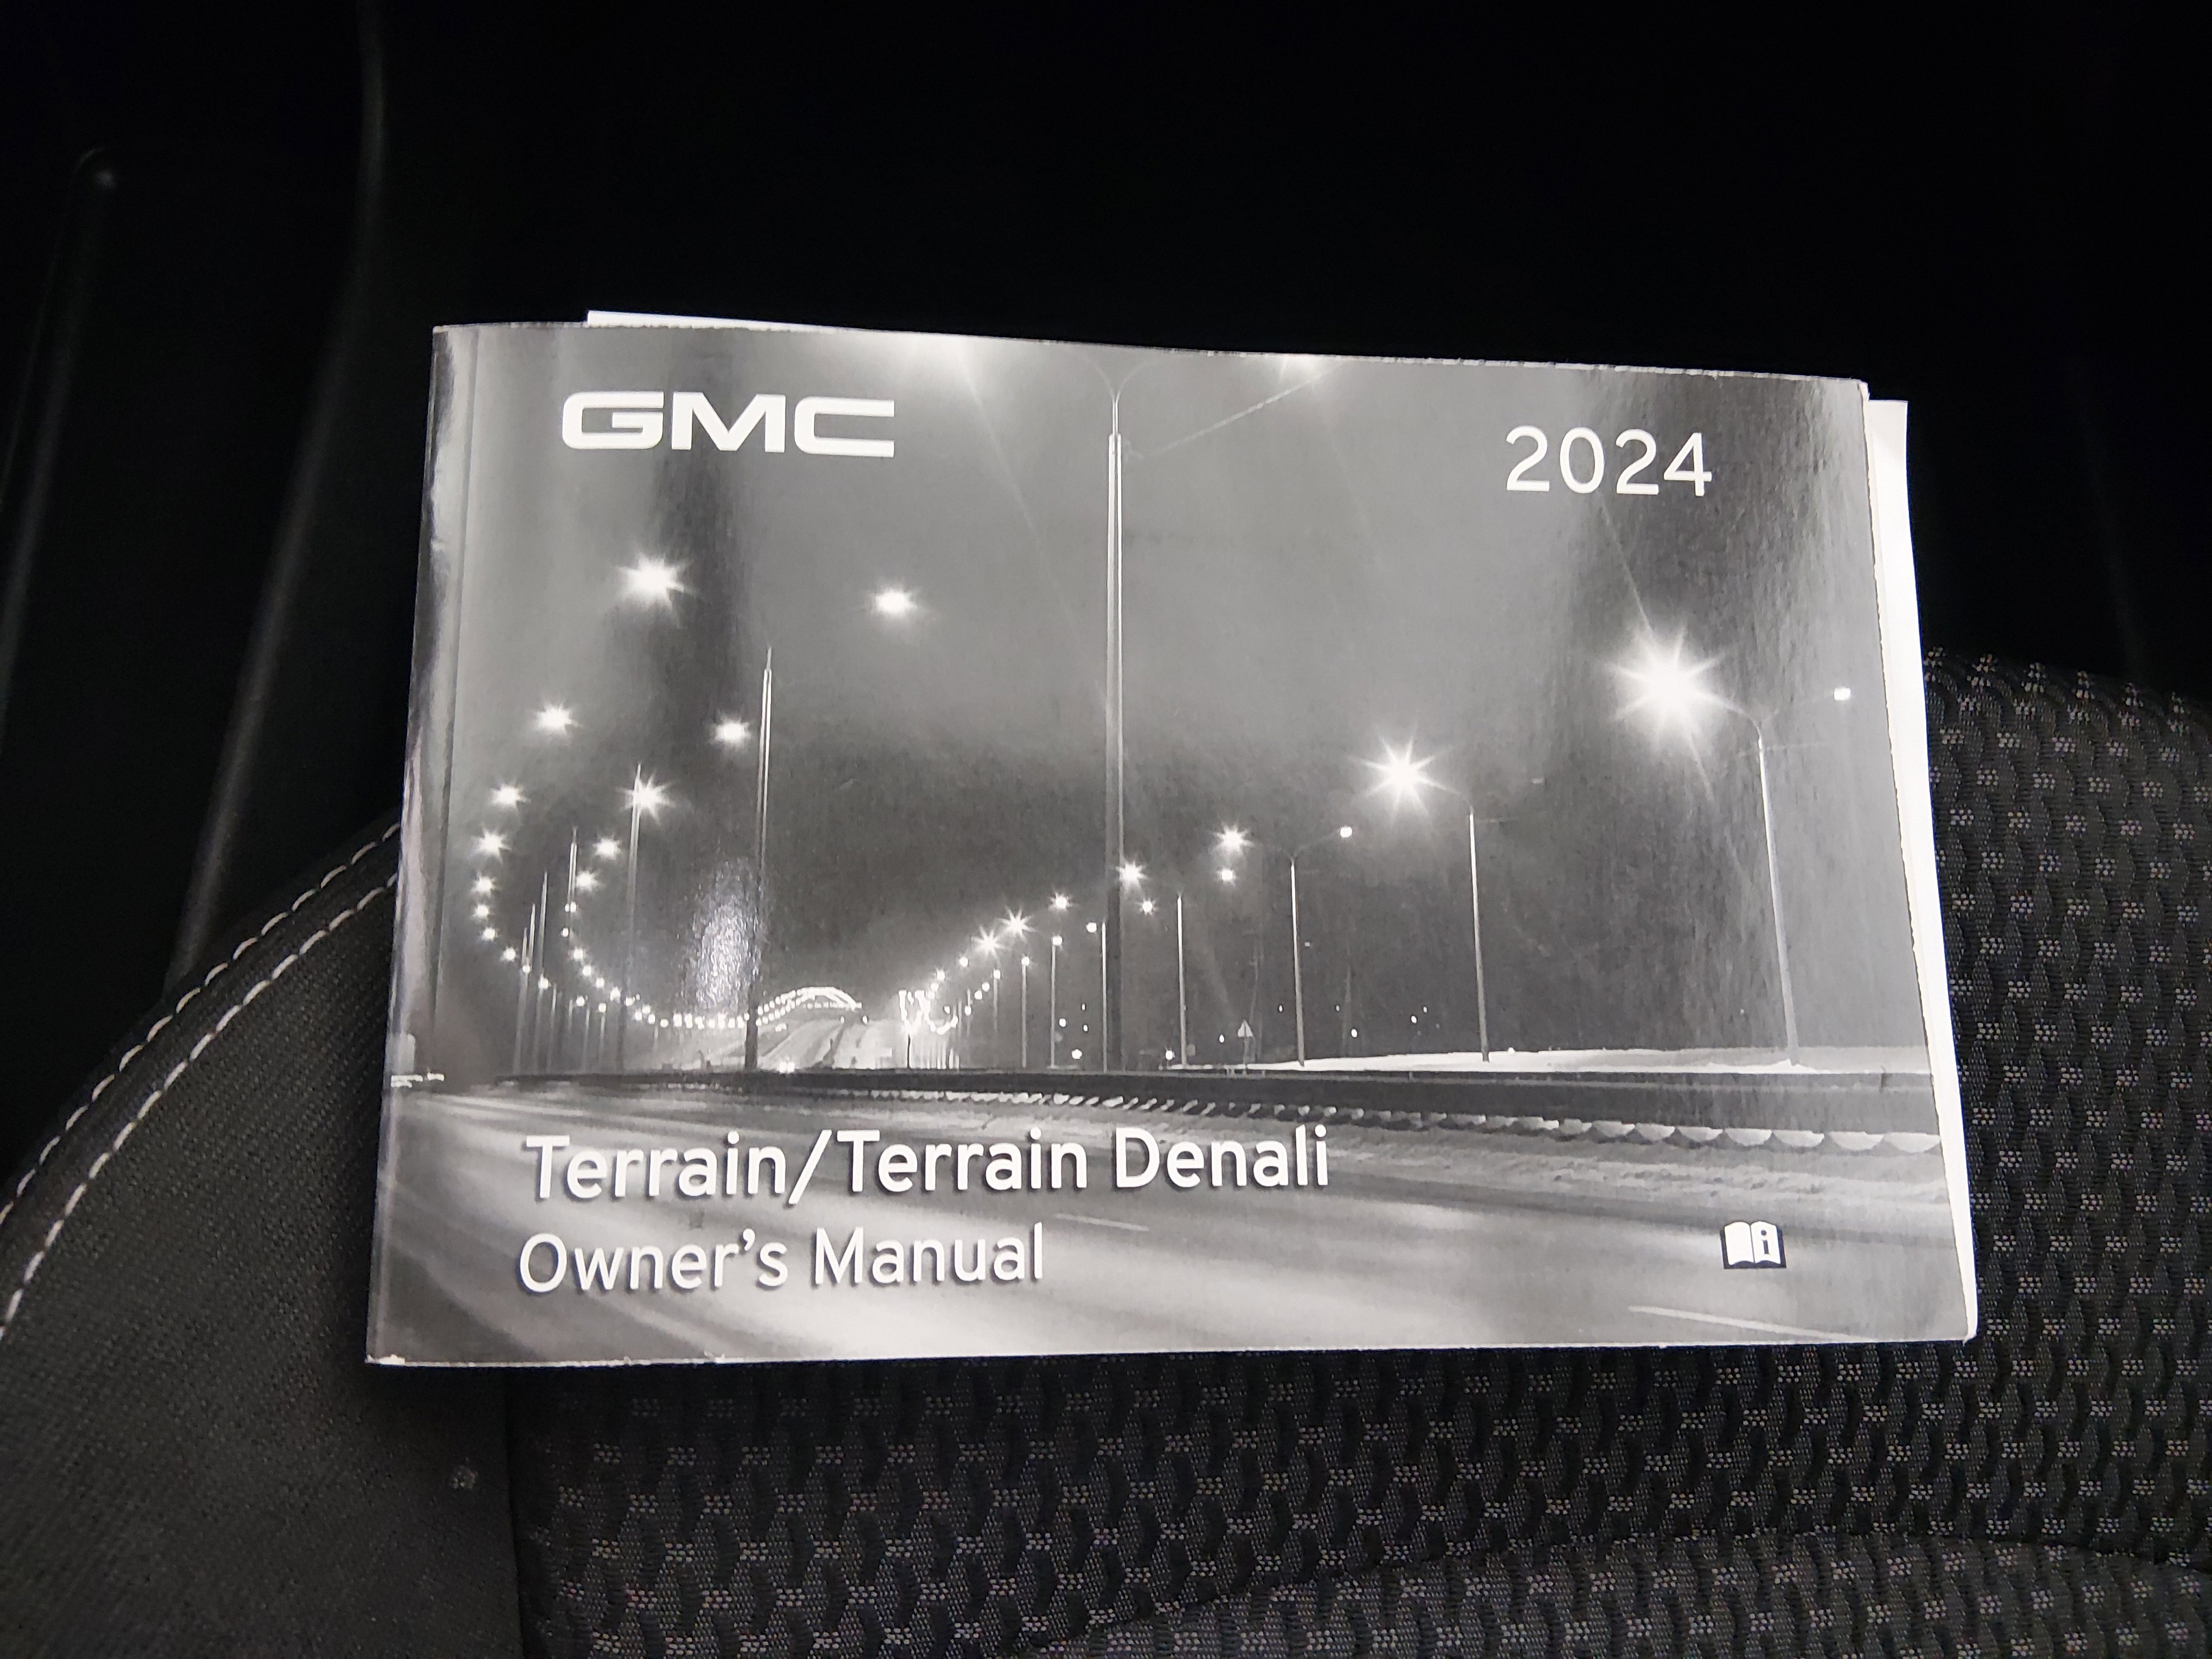 GMC
2024
Terrain/Terrain Denali
Owner's Manual